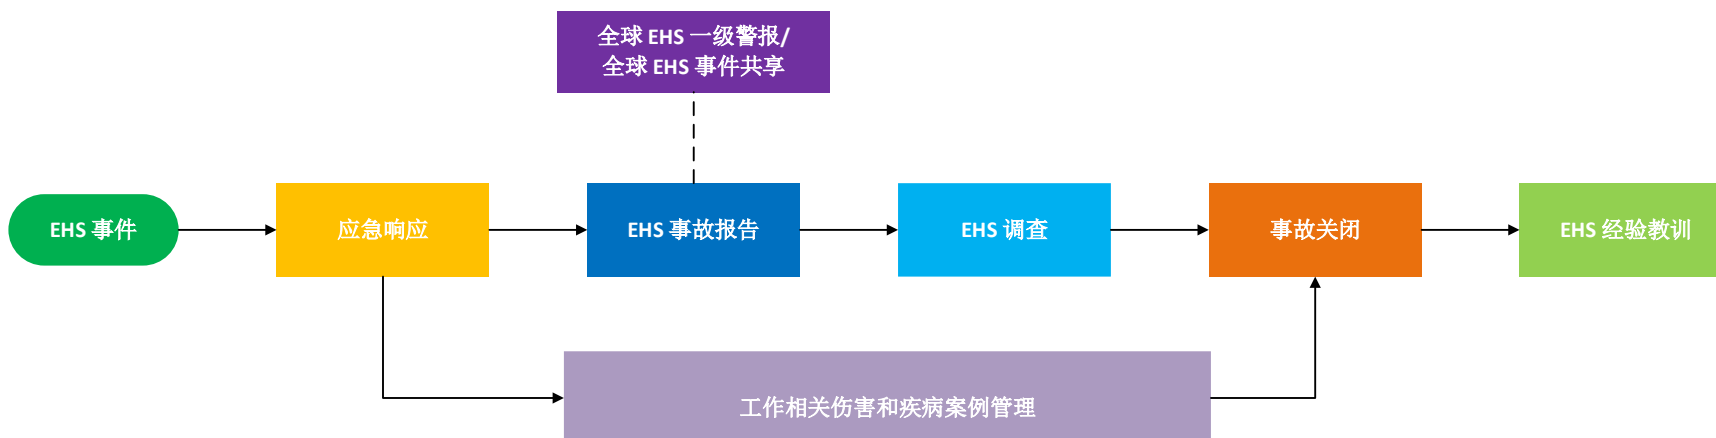 全球 EHS 一级警报/
全球 EHS 事件共享
EHS 事件
应急响应
EHS 事故报告
EHS 调查
事故关闭
EHS 经验教训
工作相关伤害和疾病案例管理